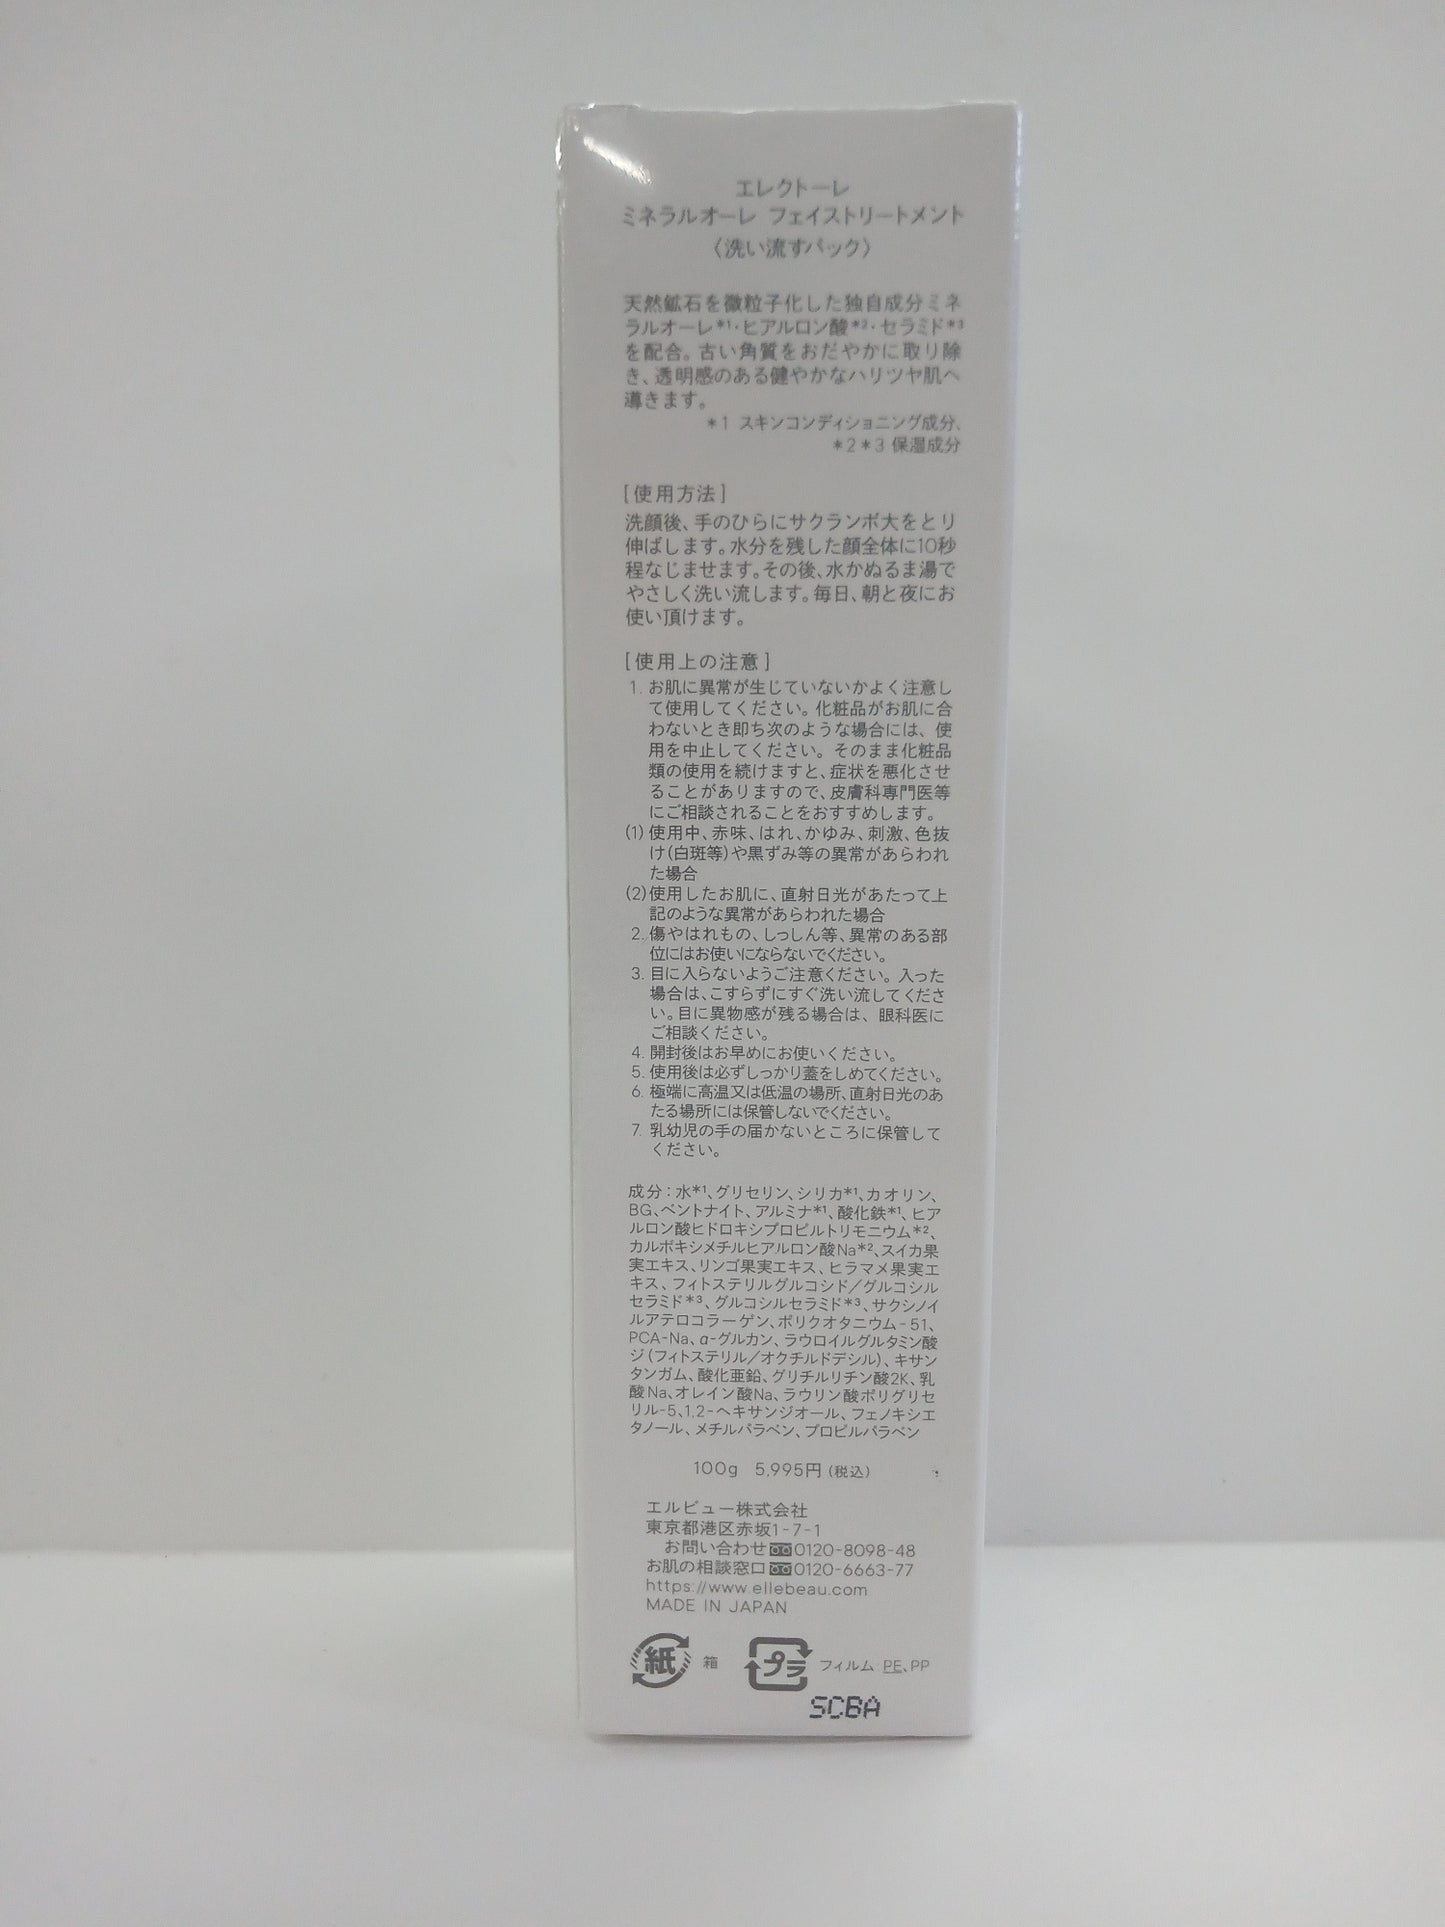 エレクトーレ
ミネラルオーレ フェイストリートメント
〈洗い流すパック〉
天然鉱石を微粒子化した独自成分ミネ
ラルオーレ*1・ヒアルロン酸*2・セラミド*3
を配合。古い角質をおだやかに取り除
き、透明感のある健やかなハリツヤ肌へ
導きます。
*1 スキンコンディショニング成分、
*2*3 保湿成分
[使用方法]
洗顔後、手のひらにサクランボ大をとり
伸ばします。水分を残した顔全体に10秒
程なじませます。その後、水かぬるま湯で
やさしく洗い流します。毎日、朝と夜にお
使い頂けます。
[使用上の注意]
1. お肌に異常が生じていないかよく注意し
て使用してください。化粧品がお肌に合
わないとき即ち次のような場合には、使
用を中止してください。そのまま化粧品
類の使用を続けますと、症状を悪化させ
ることがありますので、皮膚科専門医等
にご相談されることをおすすめします。
(1)使用中、赤味、はれ、かゆみ、刺激、色抜
け(白斑等)や黒ずみ等の異常があらわれ
た場合
(2)使用したお肌に、直射日光があたって上
記のような異常があらわれた場合
2. 傷やはれもの、しっしん等、異常のある部
位にはお使いにならないでください。
3. 目に入らないようご注意ください。入った
場合は、こすらずにすぐ洗い流してくださ
い。目に異物感が残る場合は、眼科医に
ご相談ください。
4. 開封後はお早めにお使いください。
5. 使用後は必ずしっかり蓋をしめてください。
6. 極端に高温又は低温の場所、直射日光のあ
たる場所には保管しないでください。
7. 乳幼児の手の届かないところに保管して
ください。
成分:水*1、グリセリン、シリカ*1、カオリン、
BG、ベントナイト、アルミナ*1、酸化鉄*1、ヒア
ルロン酸ヒドロキシプロピルトリモニウム*2、
カルボキシメチルヒアルロン酸Na*2、スイカ果
実エキス、リンゴ果実エキス、ヒラマメ果実エ
キス、フィトステリルグルコシド/グルコシル
セラミド*3、グルコシルセラミド*3、サクシノイ
ルアテロコラーゲン、ポリクオタニウム-51、
PCA-Na、α-グルカン、ラウロイルグルタミン酸
ジ(フィトステリル/オクチルドデシル)、キサン
タンガム、酸化亜鉛、グリチルリチン酸2K、乳
酸Na、オレイン酸Na、ラウリン酸ポリグリセ
リル-5、1,2-ヘキサンジオール、フェノキシエ
タノール、メチルパラベン、プロピルパラベン
100g 5,995円(税込)
エルビュー株式会社
東京都港区赤坂1-7-1
お問い合わせ 0120-8098-48
お肌の相談窓口 0120-6663-77
https://www.ellebeau.com
MADE IN JAPAN
紙 箱 プラ フィルム PE、PP
SCBA